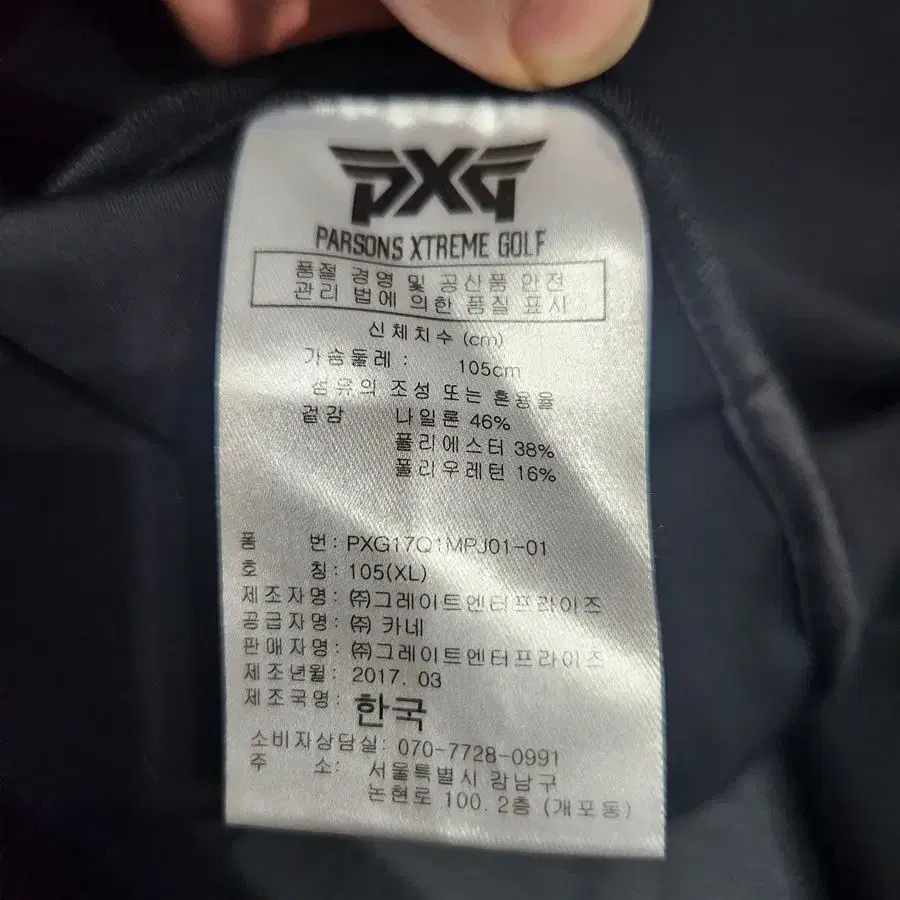 PXG
PARSONS XTREME GOLF
품절 경영 및 공산품 안전
관리 법에 의한 품질 표시
신체치수 (cm)
가슴둘레 : 105cm
섬유의 조성 또는 혼용율
겉감 나일론 46%
폴리에스터 38%
폴리우레턴 16%
품 번: PXG17Q1MPJ01-01
호 칭: 105(XL)
제조자명: ㈜그레이트엔터프라이즈
공급자명: ㈜ 카네
판매자명: ㈜그레이트엔터프라이즈
제조년월: 2017. 03
제조국명: 한국
소비자상담실: 070-7728-0991
주 소: 서울특별시 강남구
논현로 100. 2층 (개포동)